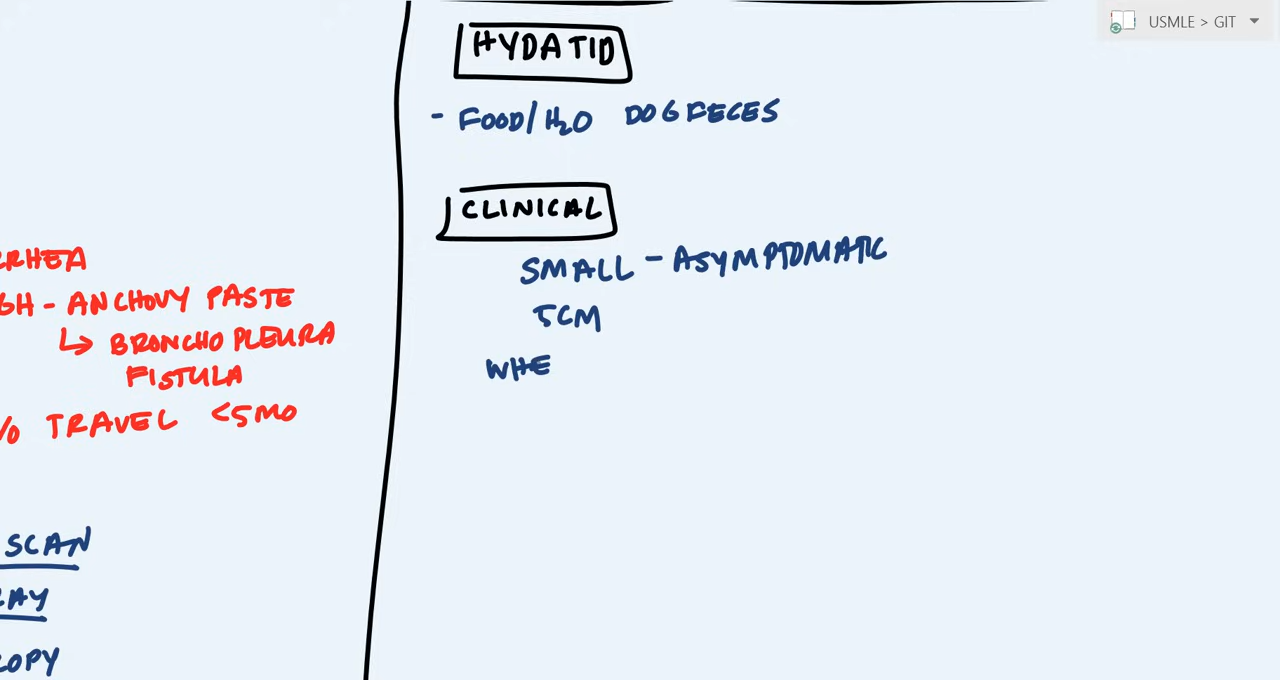 USMLE > GIT
HYDATID
- FOOD/H2O DOG FECES
CLINICAL
SMALL - ASYMPTOMATIC
5CM
WHE
RRHEA
GH - ANCHOVY PASTE
↳ BRONCHO PLEURA
FISTULA
/O TRAVEL <5MO
SCAN
RAY
COPY